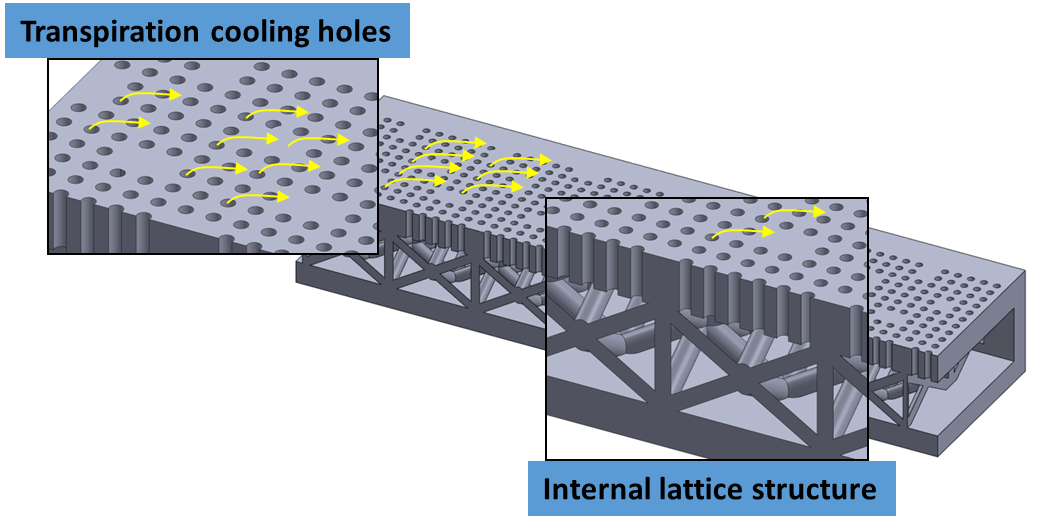 Transpiration cooling holes
Internal lattice structure